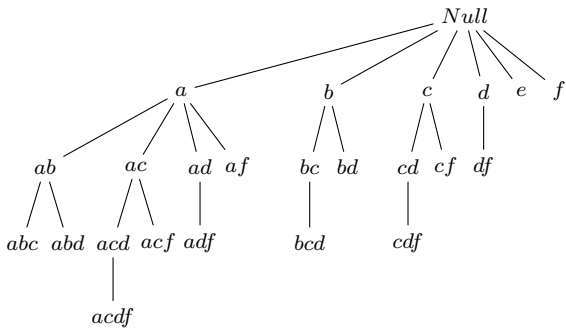 Null
a b c d e f
ab ac ad af bc bd cd cf df
abc abd acd acf adf bcd cdf
acdf